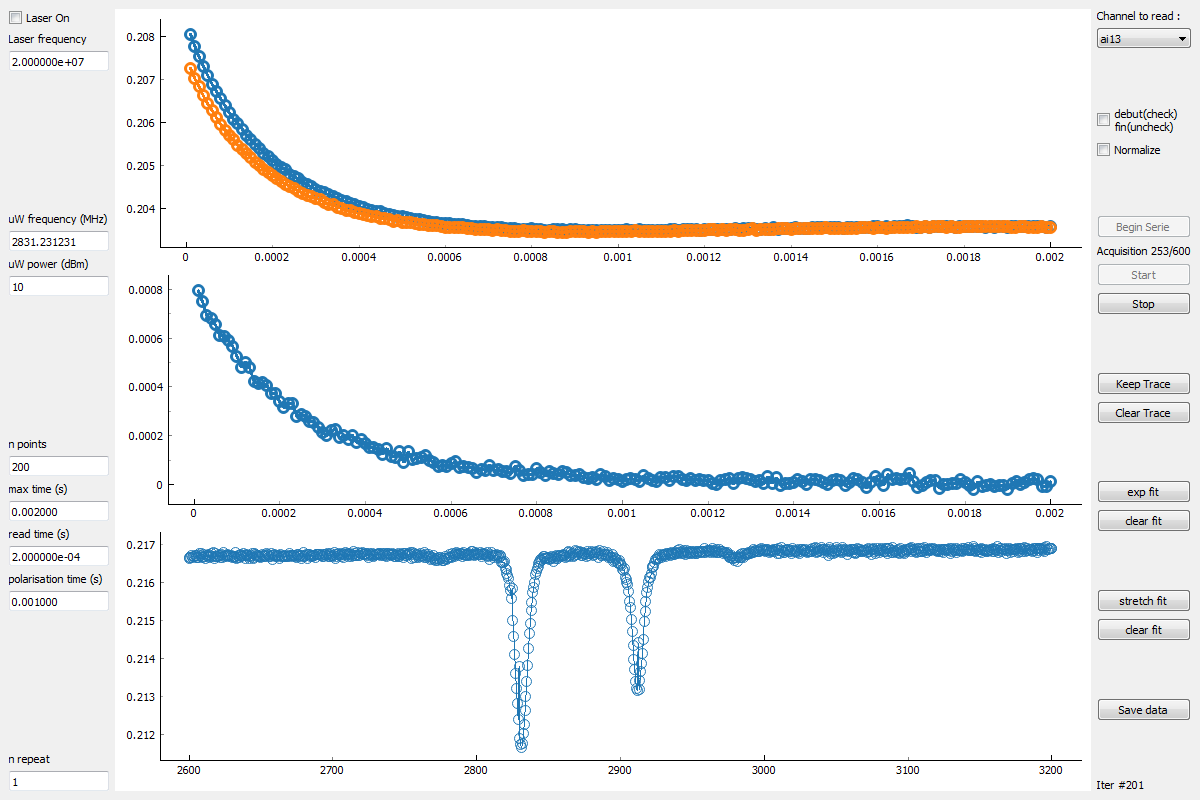 Laser On
Laser frequency
2.000000e+07
uW frequency (MHz)
2831.231231
uW power (dBm)
10
n points
200
max time (s)
0.002000
read time (s)
2.000000e-04
polarisation time (s)
0.001000
n repeat
1
0.208
0.207
0.206
0.205
0.204
0 0.0002 0.0004 0.0006 0.0008 0.001 0.0012 0.0014 0.0016 0.0018 0.002
0.0008
0.0006
0.0004
0.0002
0
0 0.0002 0.0004 0.0006 0.0008 0.001 0.0012 0.0014 0.0016 0.0018 0.002
0.217
0.216
0.215
0.214
0.213
0.212
2600 2700 2800 2900 3000 3100 3200
Channel to read :
ai13
debut(check)
fin(uncheck)
Normalize
Begin Serie
Acquisition 253/600
Start
Stop
Keep Trace
Clear Trace
exp fit
clear fit
stretch fit
clear fit
Save data
Iter #201